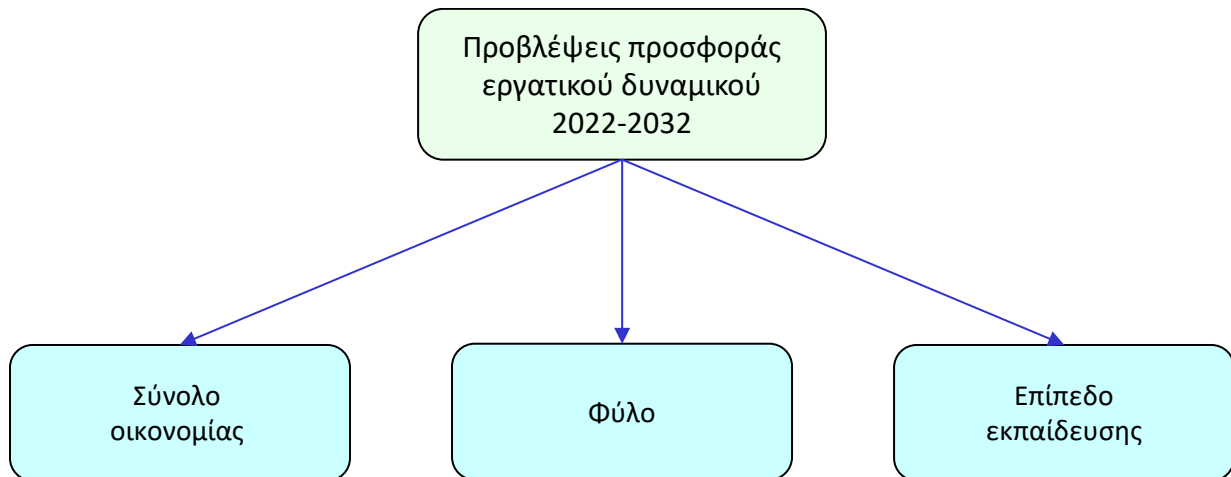 Προβλέψεις προσφοράς
εργατικού δυναμικού
2022-2032
Σύνολο
οικονομίας
Φύλο
Επίπεδο
εκπαίδευσης